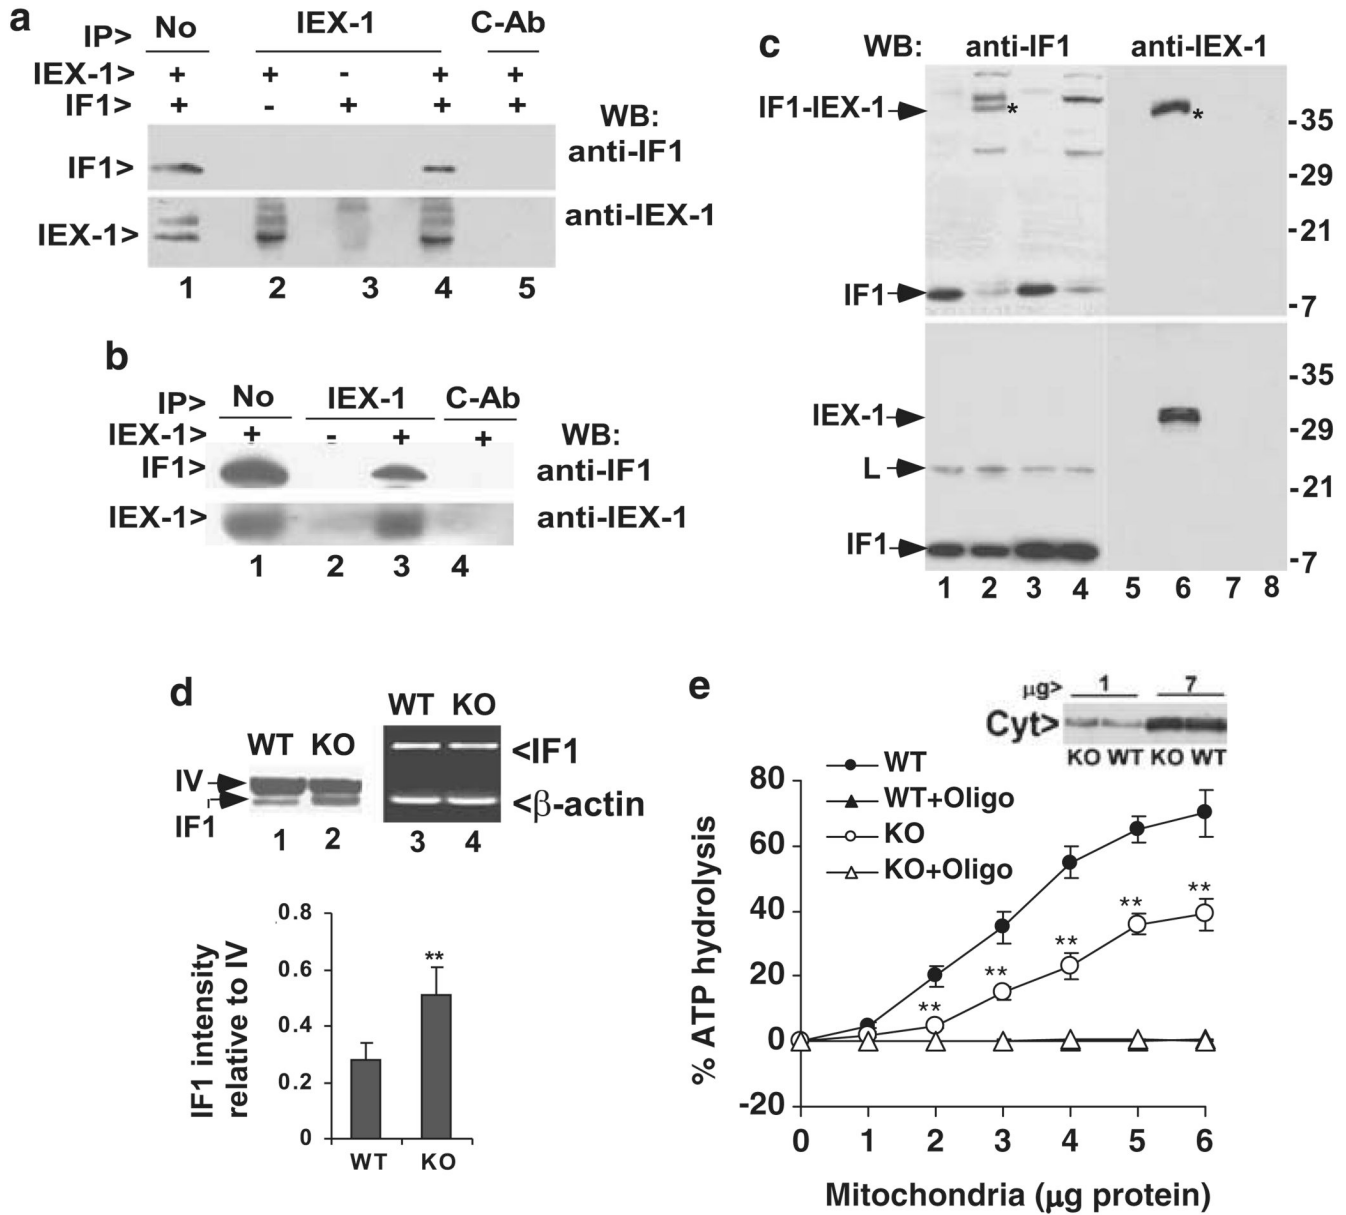 a
IP> No IEX-1 C-Ab
IEX-1> + + - + +
IF1> + - + + +
WB:
IF1> anti-IF1
IEX-1> anti-IEX-1
1 2 3 4 5
b
IP> No IEX-1 C-Ab
IEX-1> + - + + WB:
IF1> anti-IF1
IEX-1> anti-IEX-1
1 2 3 4
c
WB: anti-IF1 anti-IEX-1
IF1-IEX-1 * *
-35
-29
-21
IF1
-7
-35
IEX-1
-29
L
-21
IF1
-7
1 2 3 4 5 6 7 8
d
WT KO WT KO
IV <IF1
IF1 <β-actin
1 2 3 4
IF1 intensity
relative to IV
0.8
0.6
0.4
0.2
0
**
WT KO
e
μg> 1 7
Cyt>
KO WT KO WT
WT
WT+Oligo
KO
KO+Oligo
% ATP hydrolysis
80
60
40
20
0
-20
** ** ** ** **
0 1 2 3 4 5 6
Mitochondria (μg protein)